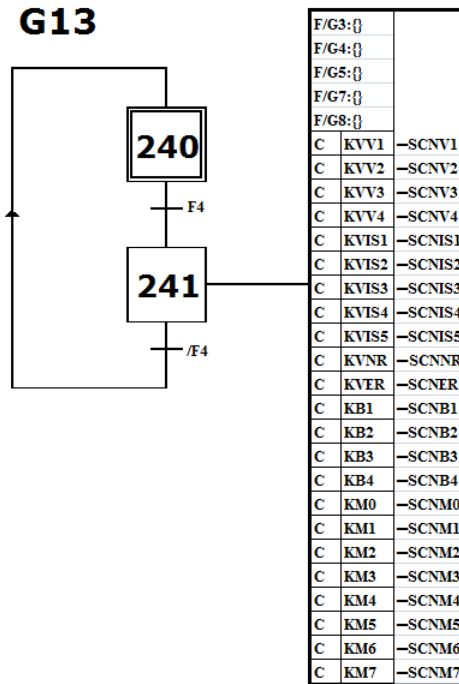 G13
240
F4
241
/F4
F/G3:{}
F/G4:{}
F/G5:{}
F/G7:{}
F/G8:{}
C KVV1 –SCNV1
C KVV2 –SCNV2
C KVV3 –SCNV3
C KVV4 –SCNV4
C KVIS1 –SCNIS1
C KVIS2 –SCNIS2
C KVIS3 –SCNIS3
C KVIS4 –SCNIS4
C KVIS5 –SCNIS5
C KVNR –SCNNR
C KVER –SCNER
C KB1 –SCNB1
C KB2 –SCNB2
C KB3 –SCNB3
C KB4 –SCNB4
C KM0 –SCNM0
C KM1 –SCNM1
C KM2 –SCNM2
C KM3 –SCNM3
C KM4 –SCNM4
C KM5 –SCNM5
C KM6 –SCNM6
C KM7 –SCNM7